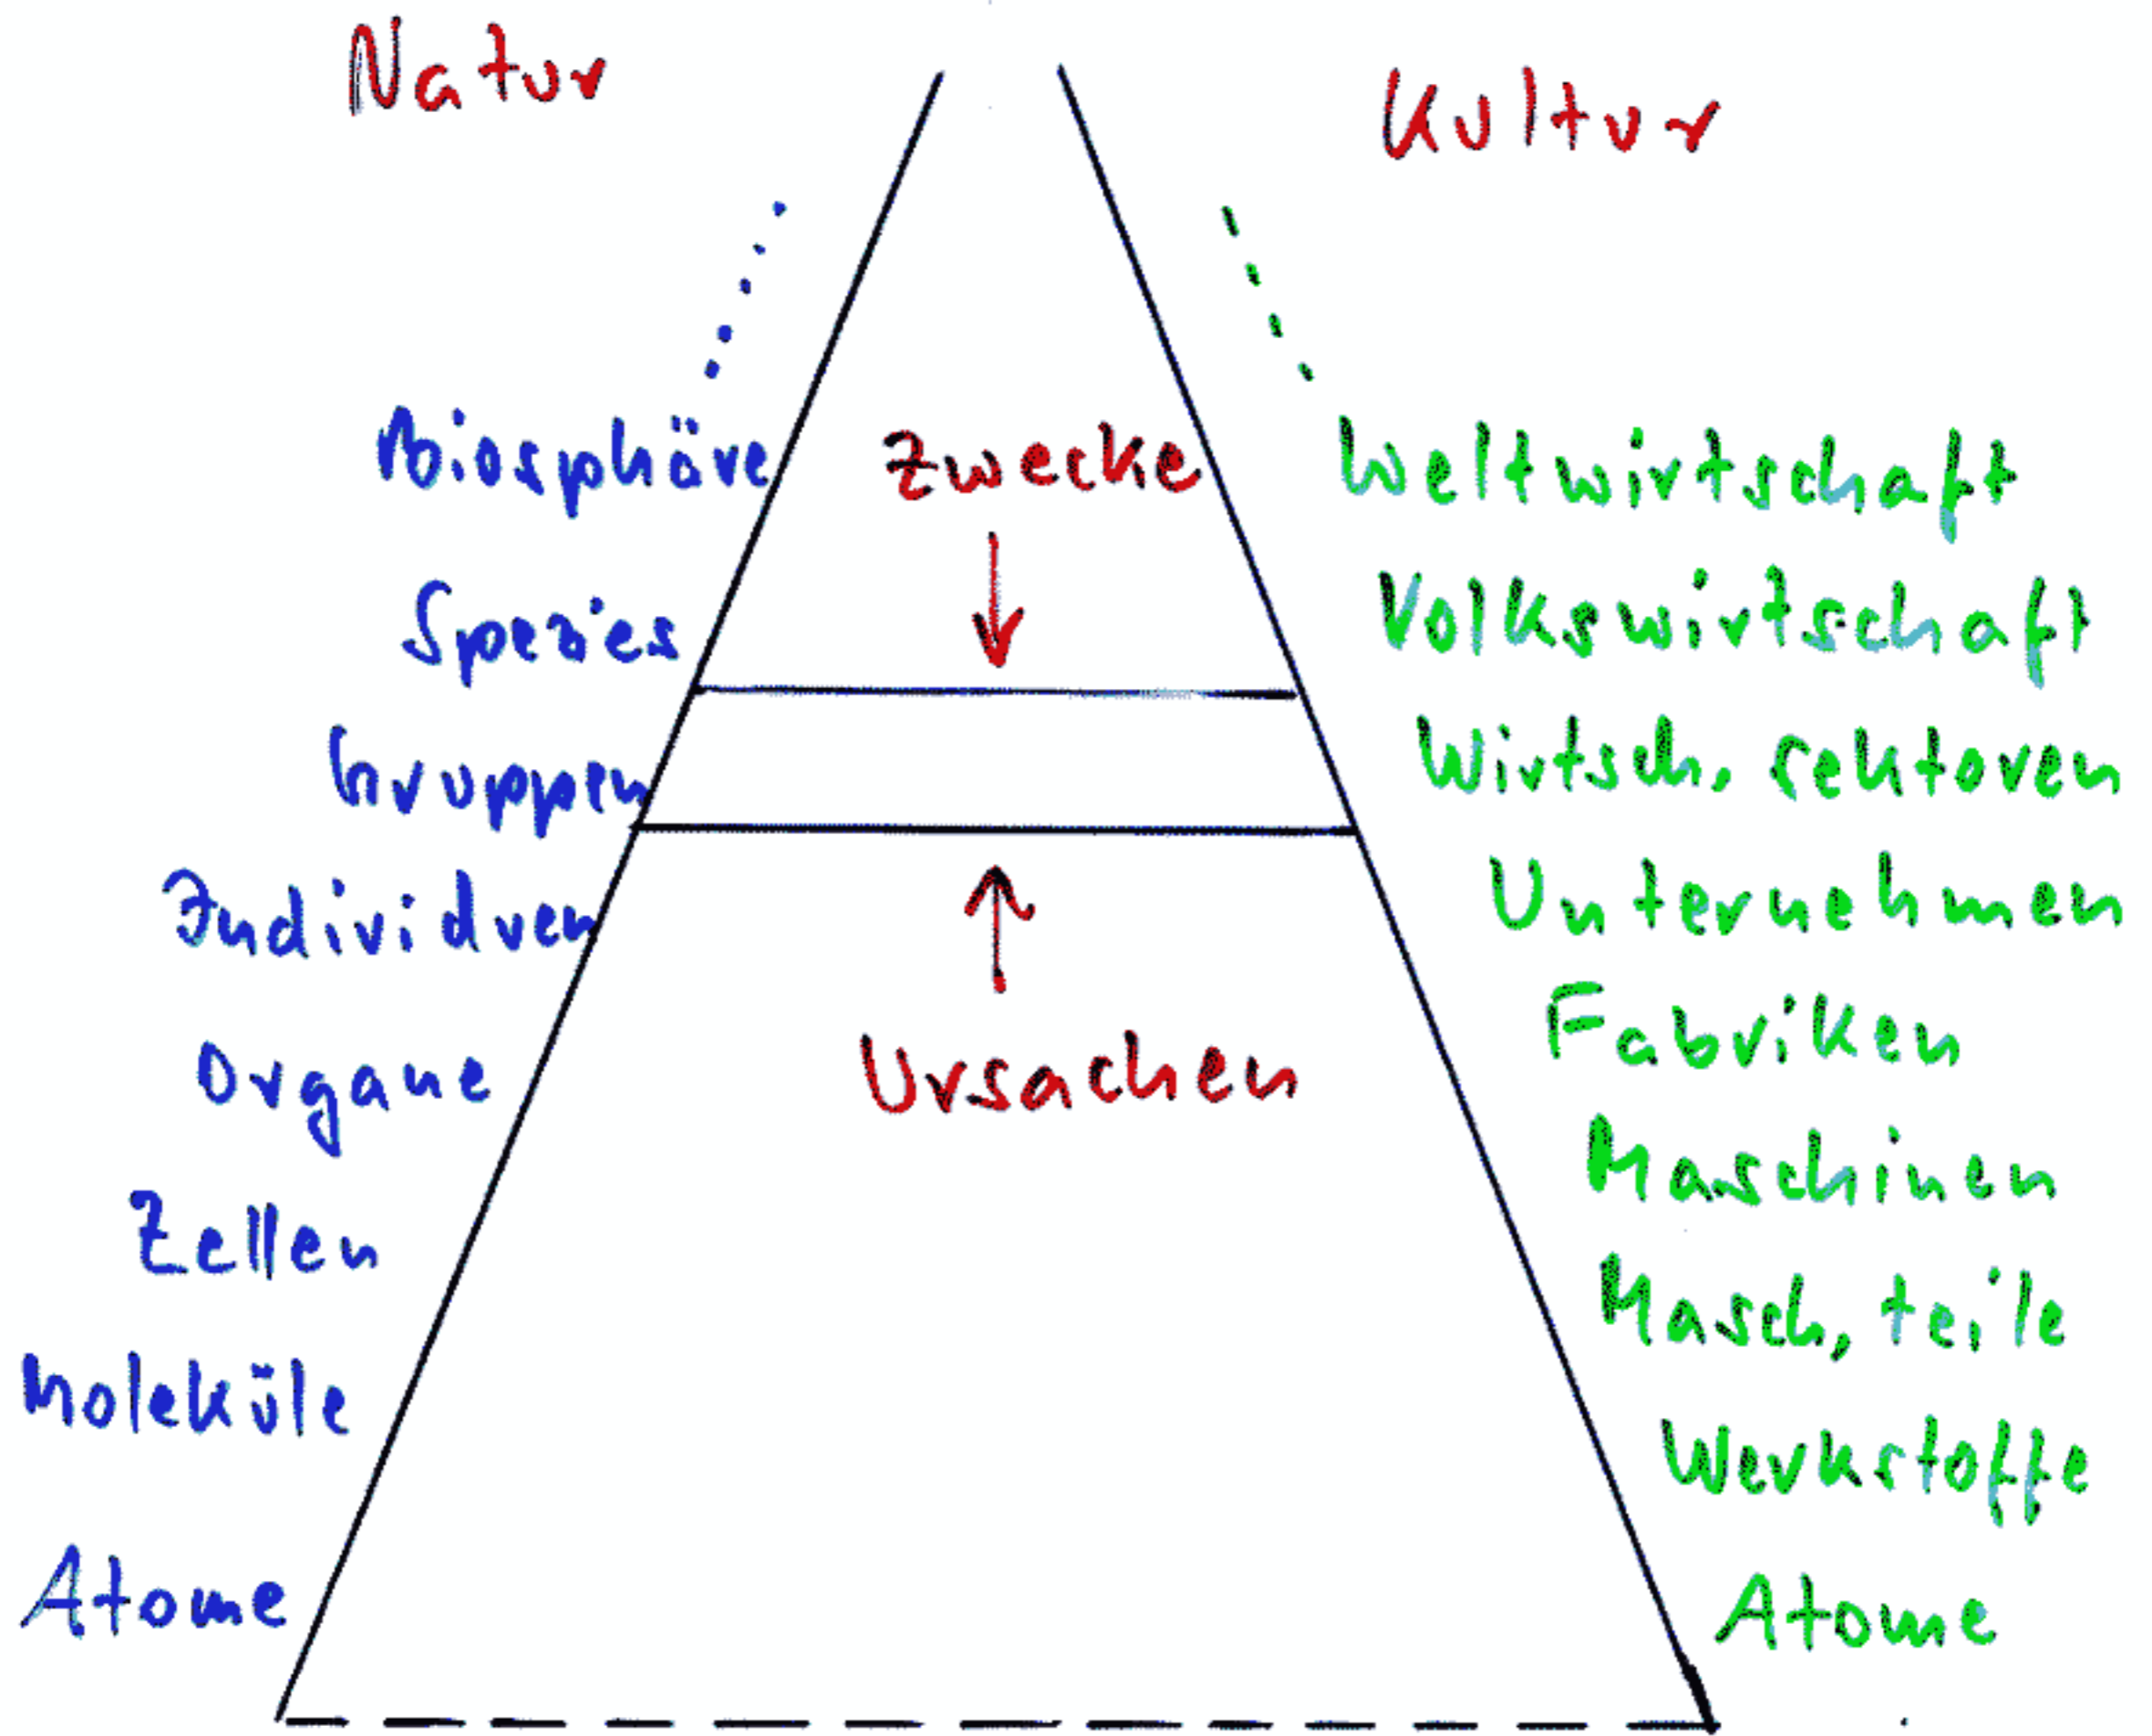 Natur
Kultur
Biosphäre Zwecke Weltwirtschaft
Spezies Volkswirtschaft
Gruppen Wirtsch. sektoren
Individuen Unternehmen
Organe Ursachen Fabriken
Zellen Maschinen
Moleküle Masch. teile
Werkstoffe
Atome Atome